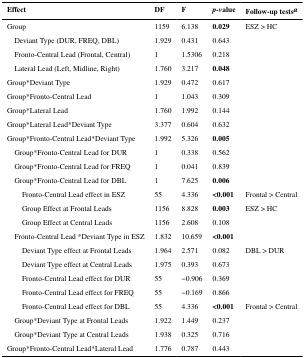 Effect DF F p-value Follow-up tests^a
Group 1159 6.138 0.029 ESZ > HC
Deviant Type (DUR, FREQ, DBL) 1.929 0.431 0.643
Fronto-Central Lead (Frontal, Central) 1 1.5306 0.218
Lateral Lead (Left, Midline, Right) 1.760 3.217 0.048
Group*Deviant Type 1.929 0.472 0.617
Group*Fronto-Central Lead 1 1.043 0.309
Group*Lateral Lead 1.760 1.992 0.144
Group*Lateral Lead*Deviant Type 3.377 0.604 0.632
Group*Fronto-Central Lead*Deviant Type 1.992 5.326 0.005
Group*Fronto-Central Lead for DUR 1 0.338 0.562
Group*Fronto-Central Lead for FREQ 1 0.041 0.839
Group*Fronto-Central Lead for DBL 1 7.625 0.006
Fronto-Central Lead effect in ESZ 55 4.336 <0.001 Frontal > Central
Group Effect at Frontal Leads 1156 8.828 0.003 ESZ > HC
Group Effect at Central Leads 1156 2.608 0.108
Fronto-Central Lead *Deviant Type in ESZ 1.832 10.659 <0.001
Deviant Type effect at Frontal Leads 1.964 2.571 0.082 DBL > DUR
Deviant Type effect at Central Leads 1.975 0.393 0.673
Fronto-Central Lead effect for DUR 55 −0.906 0.369
Fronto-Central Lead effect for FREQ 55 −0.169 0.866
Fronto-Central Lead effect for DBL 55 4.336 <0.001 Frontal > Central
Group*Deviant Type at Frontal Leads 1.922 1.449 0.237
Group*Deviant Type at Central Leads 1.938 0.325 0.716
Group*Fronto-Central Lead*Lateral Lead 1.776 0.787 0.443